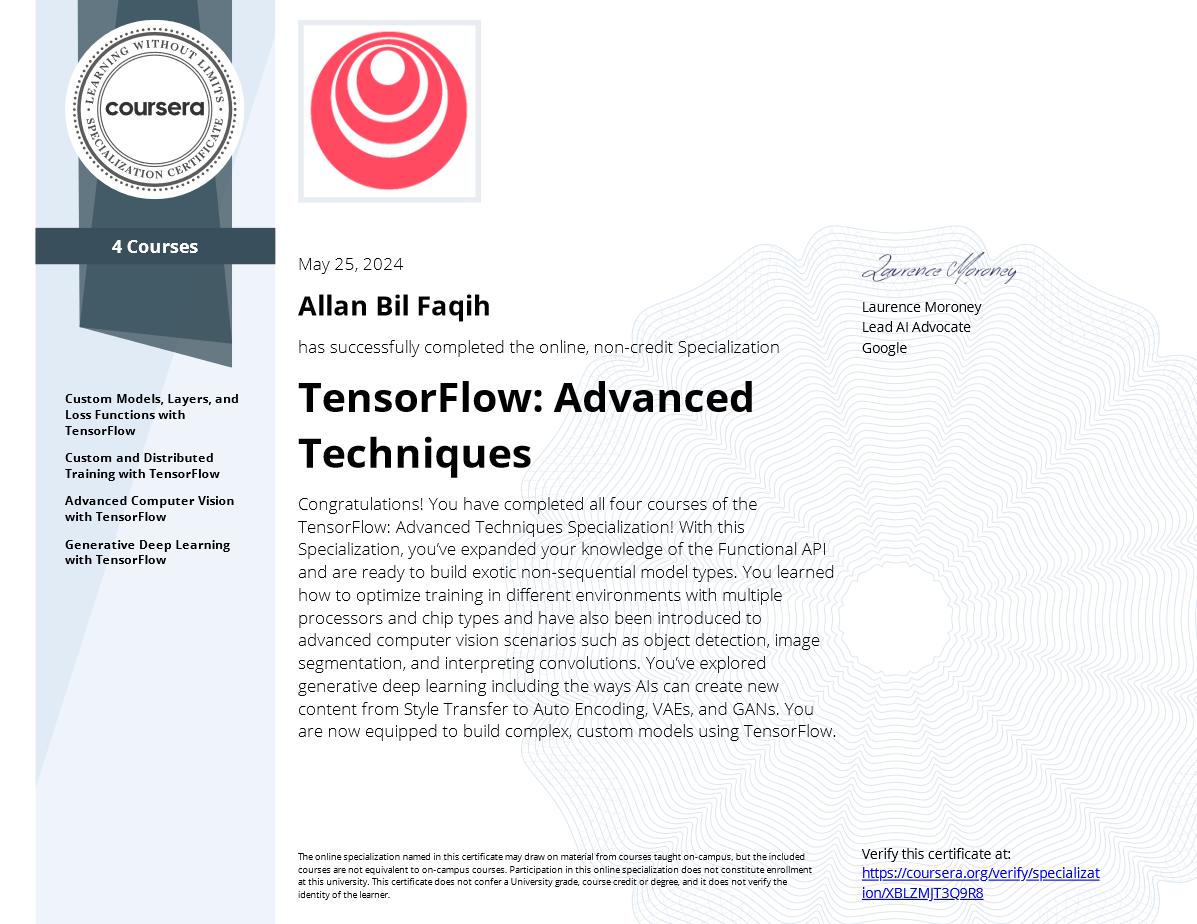 LEARNING WITHOUT LIMITS
coursera
SPECIALIZATION CERTIFICATE
4 Courses
Custom Models, Layers, and
Loss Functions with
TensorFlow
Custom and Distributed
Training with TensorFlow
Advanced Computer Vision
with TensorFlow
Generative Deep Learning
with TensorFlow
May 25, 2024
Allan Bil Faqih
has successfully completed the online, non-credit Specialization
TensorFlow: Advanced
Techniques
Congratulations! You have completed all four courses of the
TensorFlow: Advanced Techniques Specialization! With this
Specialization, you’ve expanded your knowledge of the Functional API
and are ready to build exotic non-sequential model types. You learned
how to optimize training in different environments with multiple
processors and chip types and have also been introduced to
advanced computer vision scenarios such as object detection, image
segmentation, and interpreting convolutions. You’ve explored
generative deep learning including the ways AIs can create new
content from Style Transfer to Auto Encoding, VAEs, and GANs. You
are now equipped to build complex, custom models using TensorFlow.
Laurence Moroney
Laurence Moroney
Lead AI Advocate
Google
The online specialization named in this certificate may draw on material from courses taught on-campus, but the included
courses are not equivalent to on-campus courses. Participation in this online specialization does not constitute enrollment
at this university. This certificate does not confer a University grade, course credit or degree, and it does not verify the
identity of the learner.
Verify this certificate at:
https://coursera.org/verify/specializat
ion/XBLZMJT3Q9R8